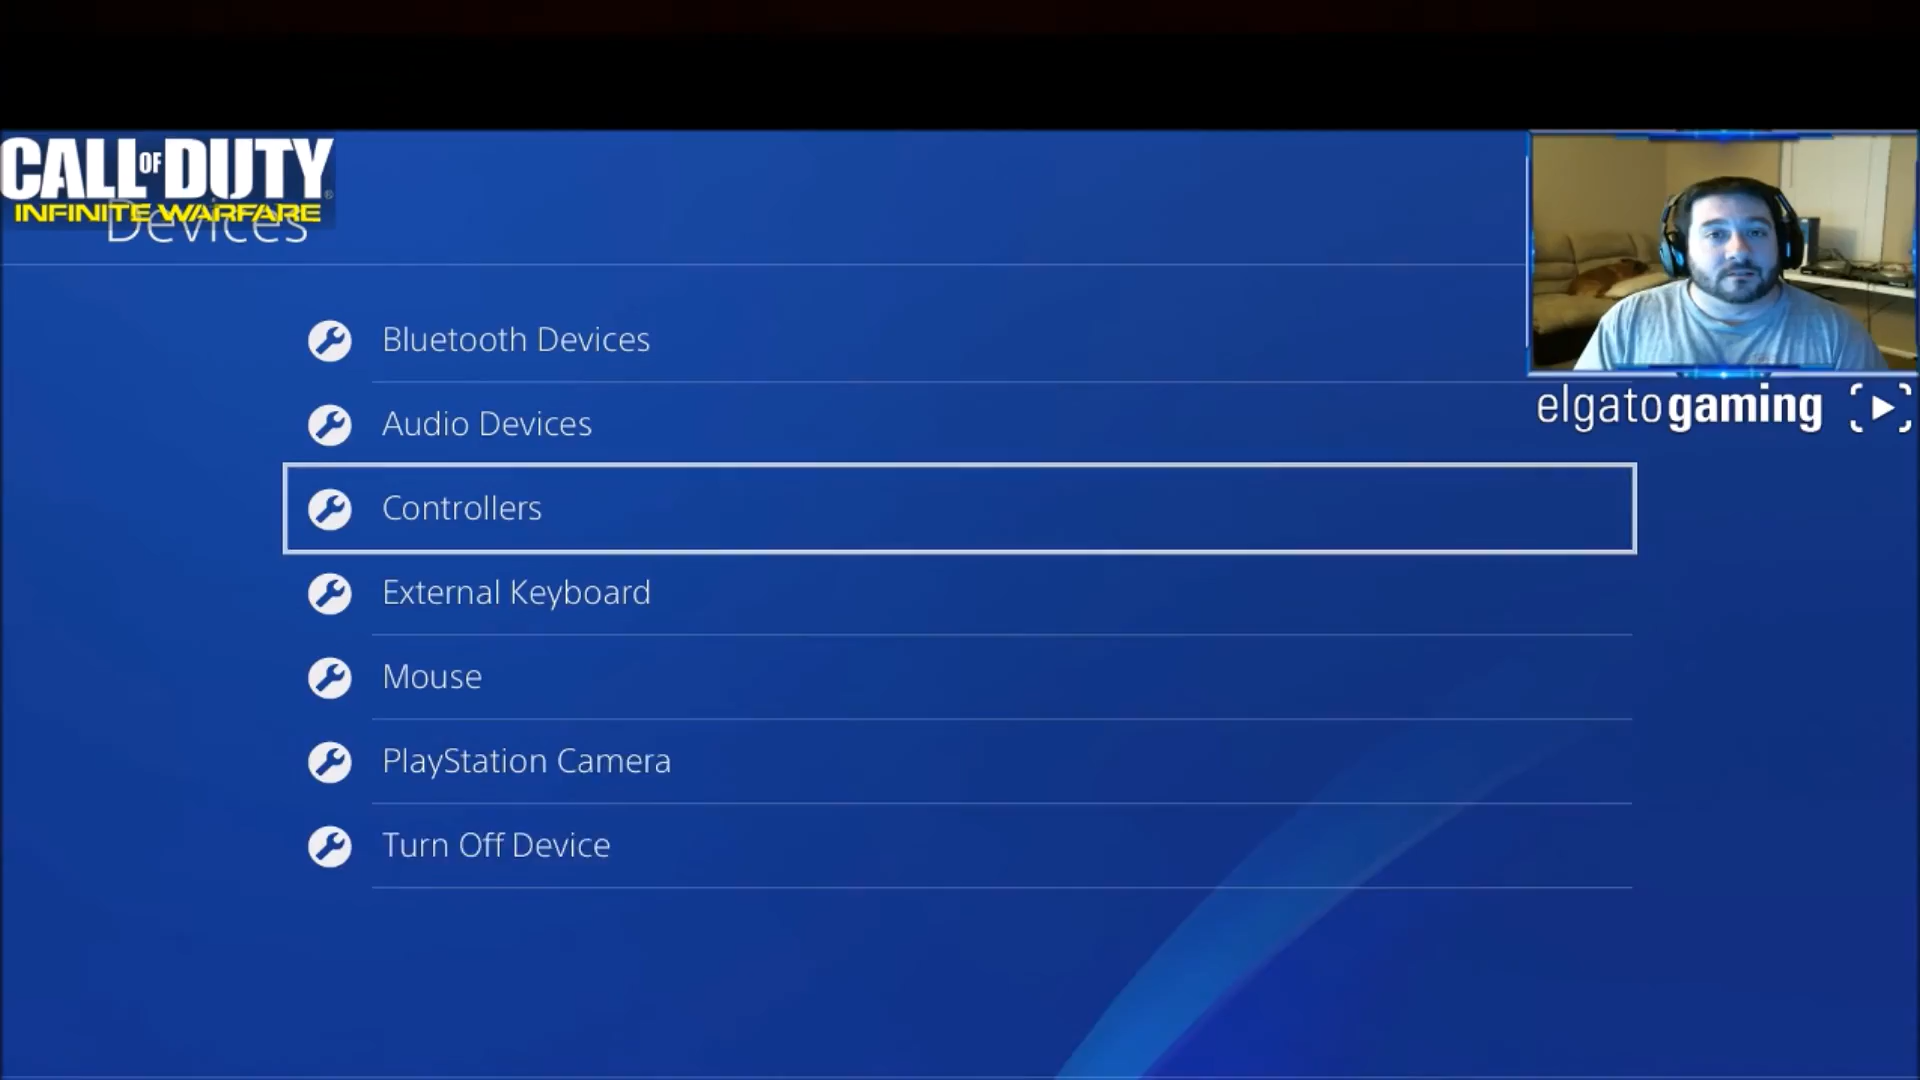 CALL OF DUTY
INFINITE WARFARE
Devices
Bluetooth Devices
Audio Devices
elgato gaming
Controllers
External Keyboard
Mouse
PlayStation Camera
Turn Off Device